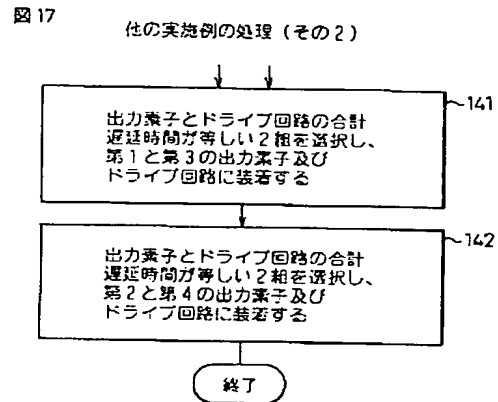 図17
他の実施例の処理（その2）
141
出力素子とドライブ回路の合計
遅延時間が等しい2組を選択し、
第1と第3の出力素子及び
ドライブ回路に装着する
142
出力素子とドライブ回路の合計
遅延時間が等しい2組を選択し、
第2と第4の出力素子及び
ドライブ回路に装着する
終了